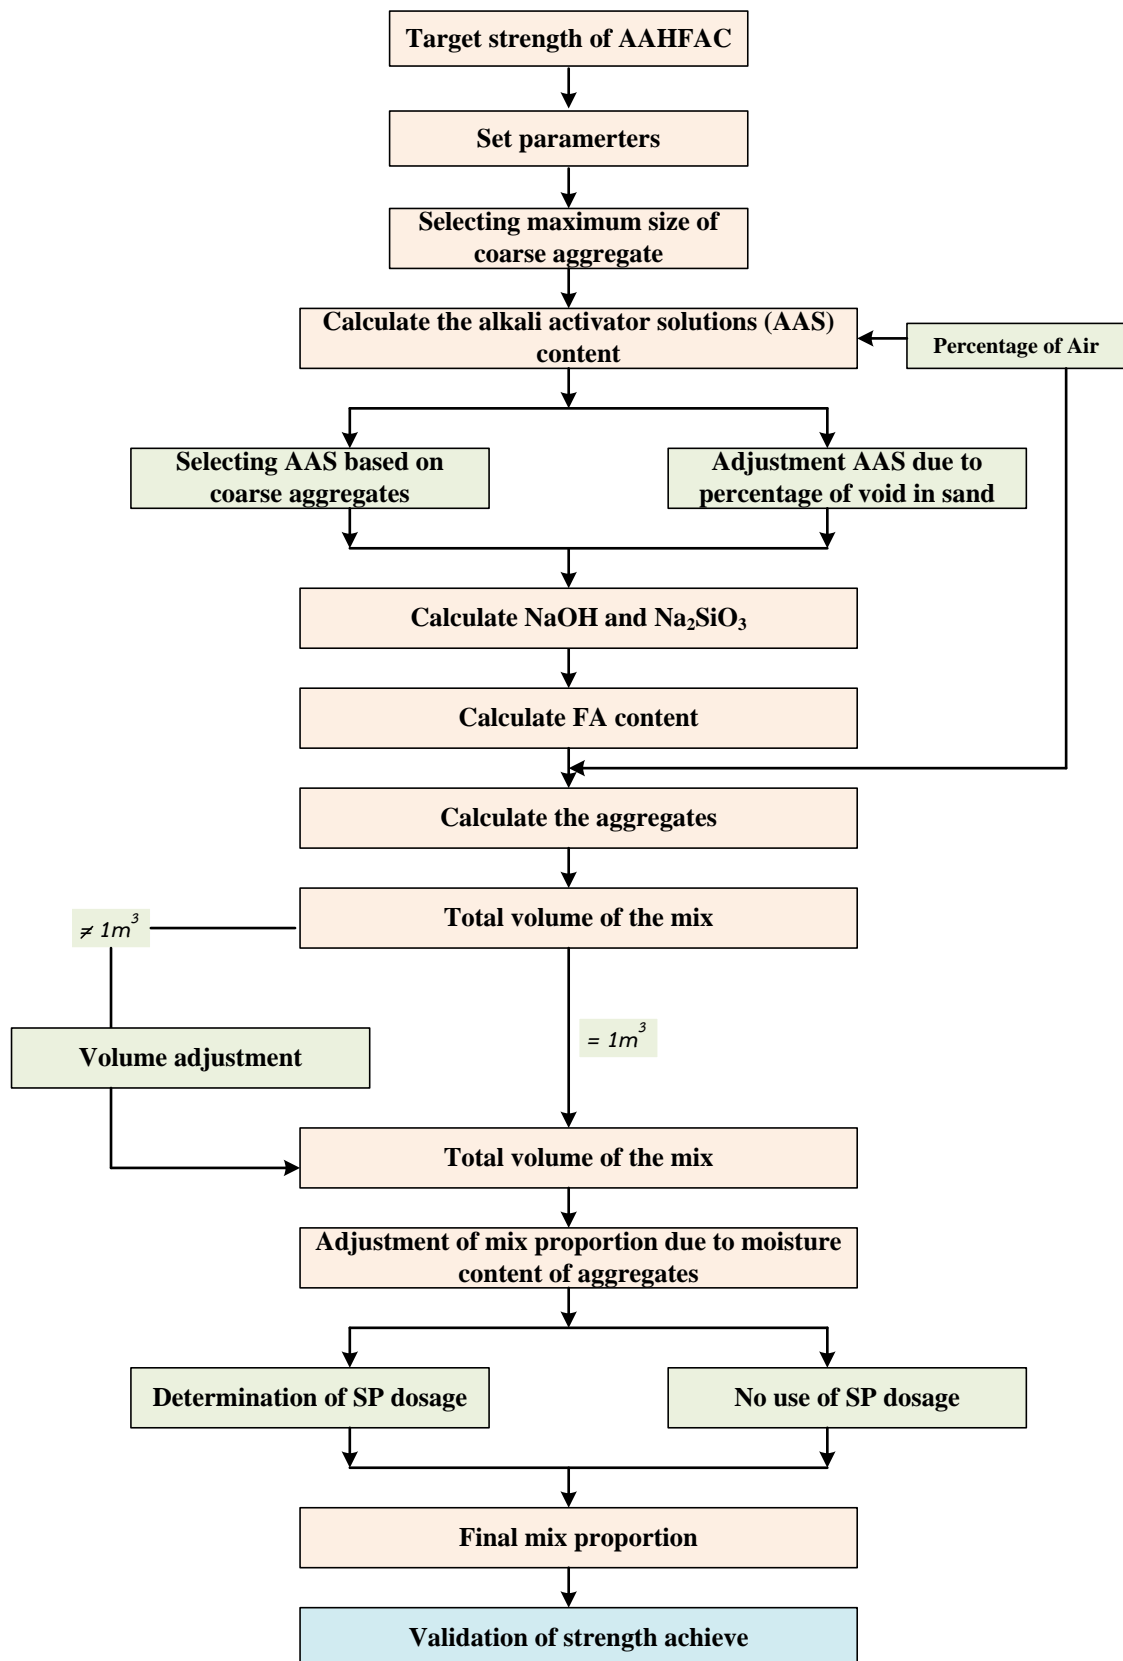 Target strength of AAHFAC
Set paramerters
Selecting maximum size of
coarse aggregate
Calculate the alkali activator solutions (AAS)
content
Percentage of Air
Selecting AAS based on
coarse aggregates
Adjustment AAS due to
percentage of void in sand
Calculate NaOH and Na₂SiO₃
Calculate FA content
Calculate the aggregates
Total volume of the mix
≠ 1m³
= 1m³
Volume adjustment
Total volume of the mix
Adjustment of mix proportion due to moisture
content of aggregates
Determination of SP dosage
No use of SP dosage
Final mix proportion
Validation of strength achieve